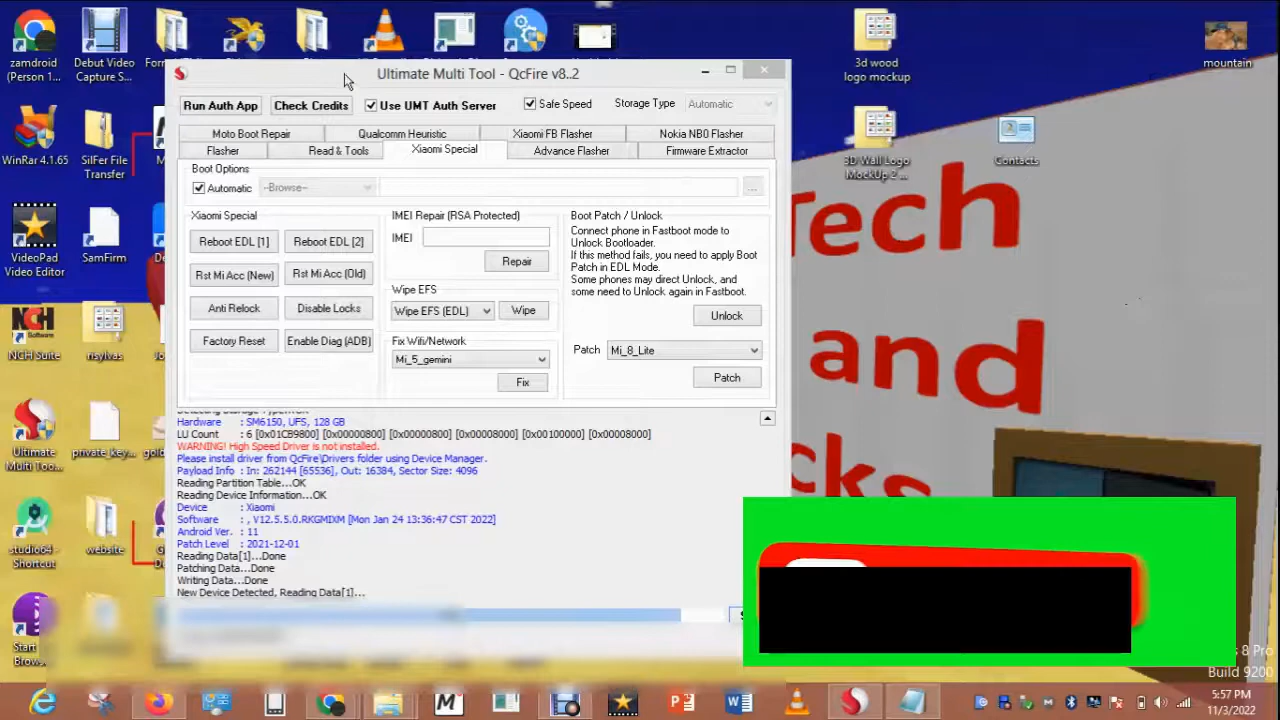 zamdroid
(Person 1...
Debut Video
Capture S...
3d wood
logo mockup
mountain
Ultimate Multi Tool - QcFire v8.2
Run Auth App
Check Credits
Use UMT Auth Server
Safe Speed
Storage Type
Automatic
Moto Boot Repair
Qualcomm Heuristic
Xiaomi FB Flasher
Nokia NB0 Flasher
Flasher
Read & Tools
Xiaomi Special
Advance Flasher
Firmware Extractor
WinRar 4.1.65
SilFer File
Transfer
3D Wall Logo
MockUp 2 ...
Contacts
Boot Options
Automatic
--Browse--
...
Xiaomi Special
Reboot EDL [1]
Reboot EDL [2]
Rst Mi Acc (New)
Rst Mi Acc (Old)
Anti Relock
Disable Locks
Factory Reset
Enable Diag (ADB)
IMEI Repair (RSA Protected)
IMEI
Repair
Wipe EFS
Wipe EFS (EDL)
Wipe
Fix Wifi/Network
Mi_5_gemini
Fix
Boot Patch / Unlock
Connect phone in Fastboot mode to
Unlock Bootloader.
If this method fails, you need to apply Boot
Patch in EDL Mode.
Some phones may direct Unlock, and
some need to Unlock again in Fastboot.
Unlock
Patch
Mi_8_Lite
Patch
VideoPad
Video Editor
SamFirm
NCH
NCH Suite
risylvas
Ultimate
Multi Too...
private_key...
studio64 -
Shortcut
website
Start
Brow
Tech
and
cks
Detecting Storage Type...OK
Hardware : SM6150, UFS, 128 GB
LU Count : 6 [0x01CB9800] [0x00000800] [0x00000800] [0x00008000] [0x00100000] [0x00008000]
WARNING! High Speed Driver is not installed.
Please install driver from QcFire\Drivers folder using Device Manager.
Payload Info : In: 262144 [65536], Out: 16384, Sector Size: 4096
Reading Partition Table...OK
Reading Device Information...OK
Device : Xiaomi
Software : , V12.5.5.0.RKGMIXM [Mon Jan 24 13:36:47 CST 2022]
Android Ver. : 11
Patch Level : 2021-12-01
Reading Data[1]...Done
Patching Data...Done
Writing Data...Done
New Device Detected, Reading Data[1]...
s 8 Pro
Build 9200
5:57 PM
11/3/2022